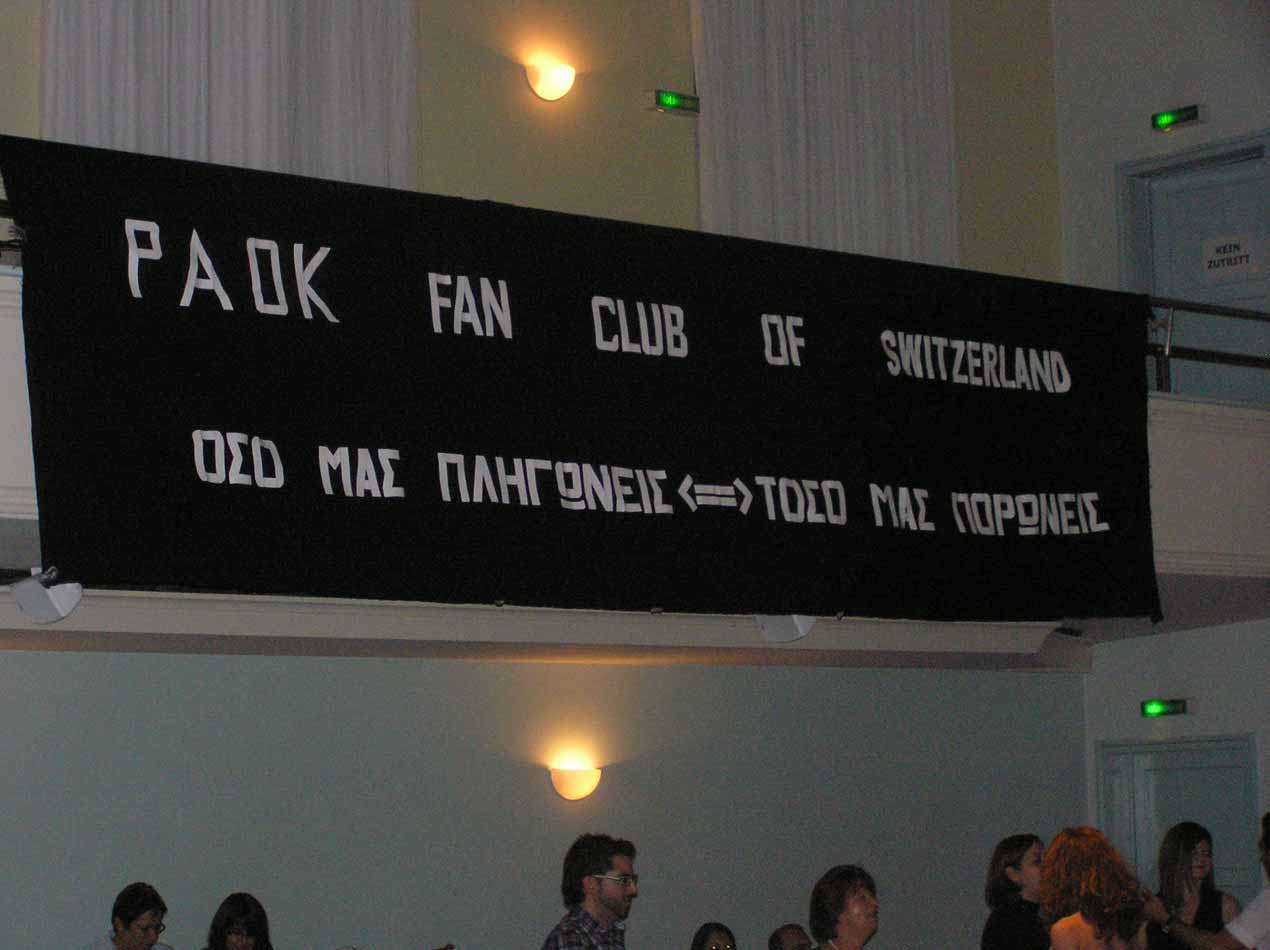 PAOK FAN CLUB OF SWITZERLAND
ΟΣΟ ΜΑΣ ΠΛΗΓΩΝΕΙΣ <==> ΤΟΣΟ ΜΑΣ ΠΟΡΩΝΕΙΣ
KEIN
ZUTRITT